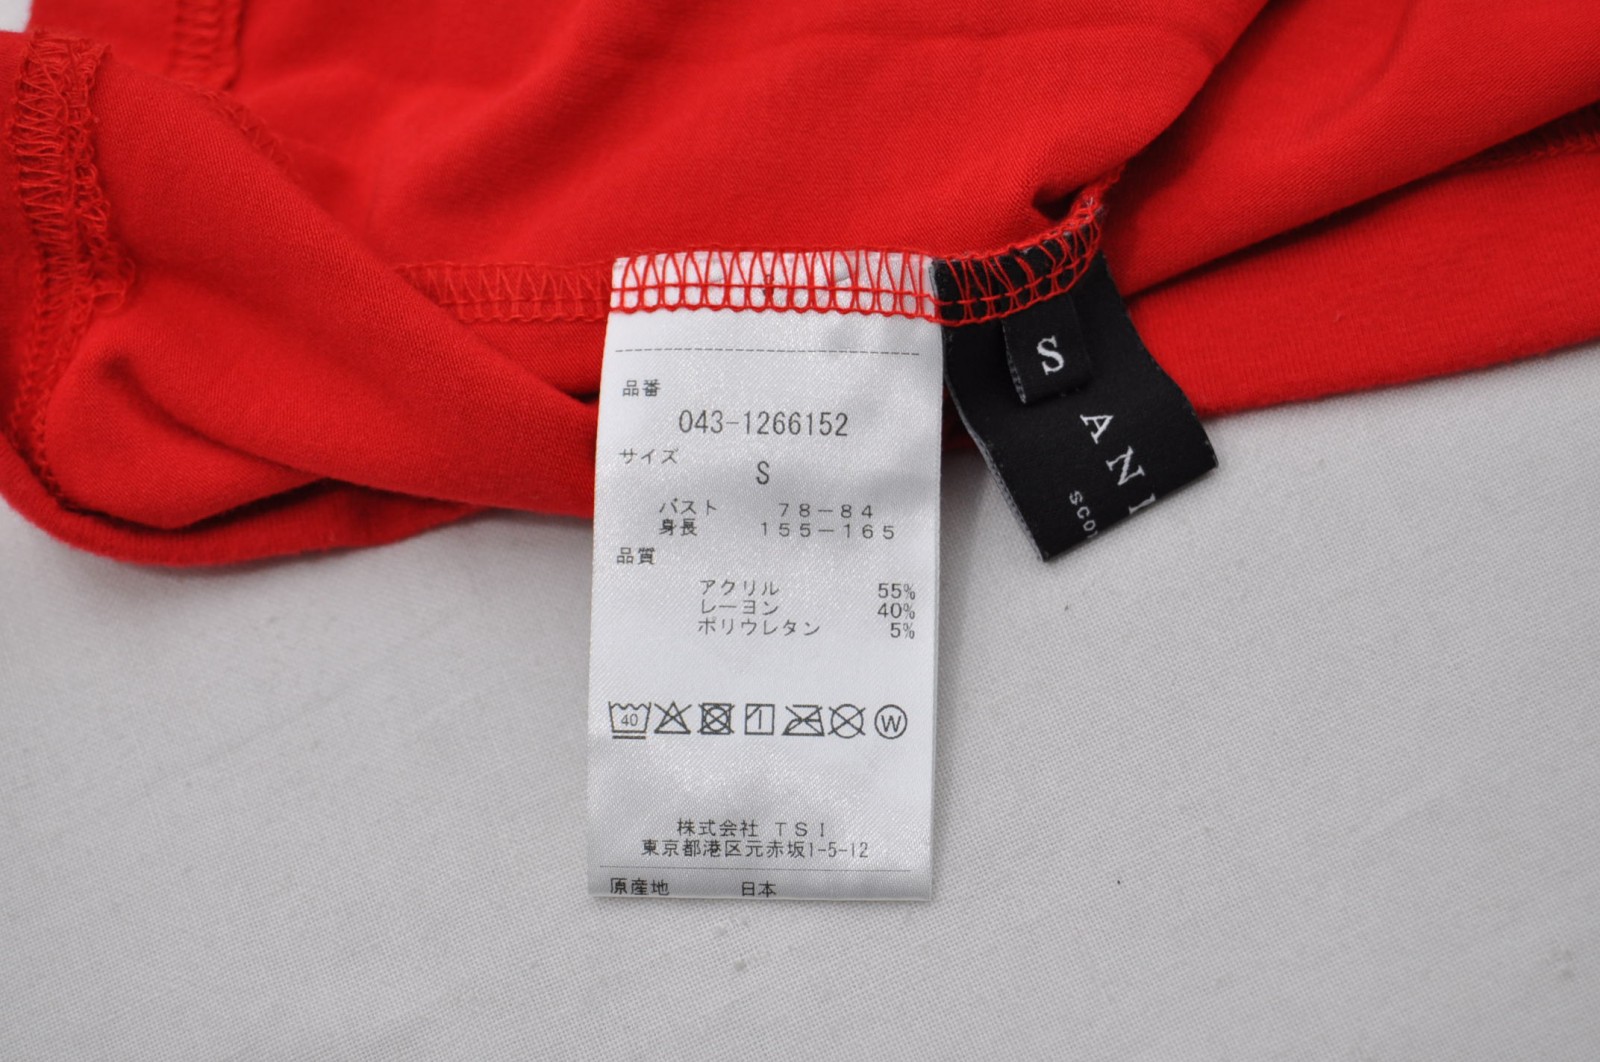 品番
043-1266152
サイズ
S
バスト 78-84
身長 155-165
品質
アクリル 55%
レーヨン 40%
ポリウレタン 5%
40
W
株式会社 TSI
東京都港区元赤坂1-5-12
原産地 日本
S
ANI
SCOT